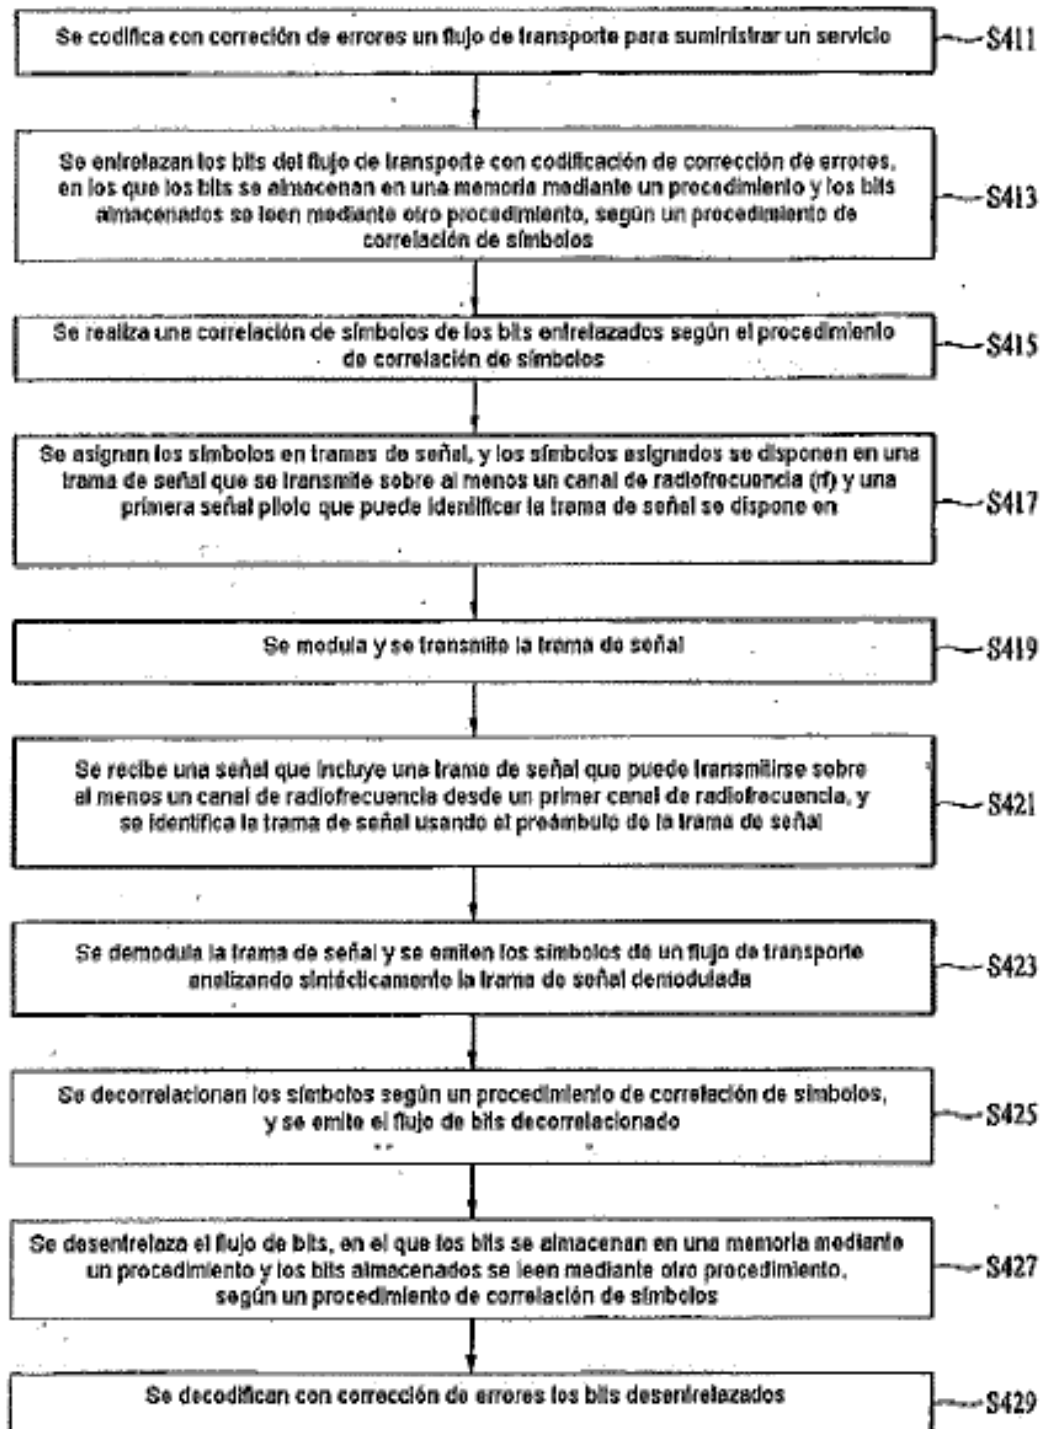 Se codifica con correción de errores un flujo de transporte para suministrar un servicio
S411
Se entrelazan los bits del flujo de transporte con codificación de corrección de errores,
en los que los bits se almacenan en una memoria mediante un procedimiento y los bits
almacenados se leen mediante otro procedimiento, según un procedimiento de
correlación de símbolos
S413
Se realiza una correlación de símbolos de los bits entrelazados según el procedimiento
de correlación de símbolos
S415
Se asignan los símbolos en tramas de señal, y los símbolos asignados se disponen en una
trama de señal que se transmite sobre al menos un canal de radiofrecuencia (rf) y una
primera señal piloto que puede identificar la trama de señal se dispone en
S417
Se modula y se transmite la trama de señal
S419
Se recibe una señal que incluye una trama de señal que puede transmitirse sobre
al menos un canal de radiofrecuencia desde un primer canal de radiofrecuencia, y
se identifica la trama de señal usando el preámbulo de la trama de señal
S421
Se demodula la trama de señal y se emiten los símbolos de un flujo de transporte
analizando sintácticamente la trama de señal demodulada
S423
Se decorrelacionan los símbolos según un procedimiento de correlación de símbolos,
y se emite el flujo de bits decorrelacionado
S425
Se desentrelaza el flujo de bits, en el que los bits se almacenan en una memoria mediante
un procedimiento y los bits almacenados se leen mediante otro procedimiento,
según un procedimiento de correlación de símbolos
S427
Se decodifican con corrección de errores los bits desentrelazados
S429